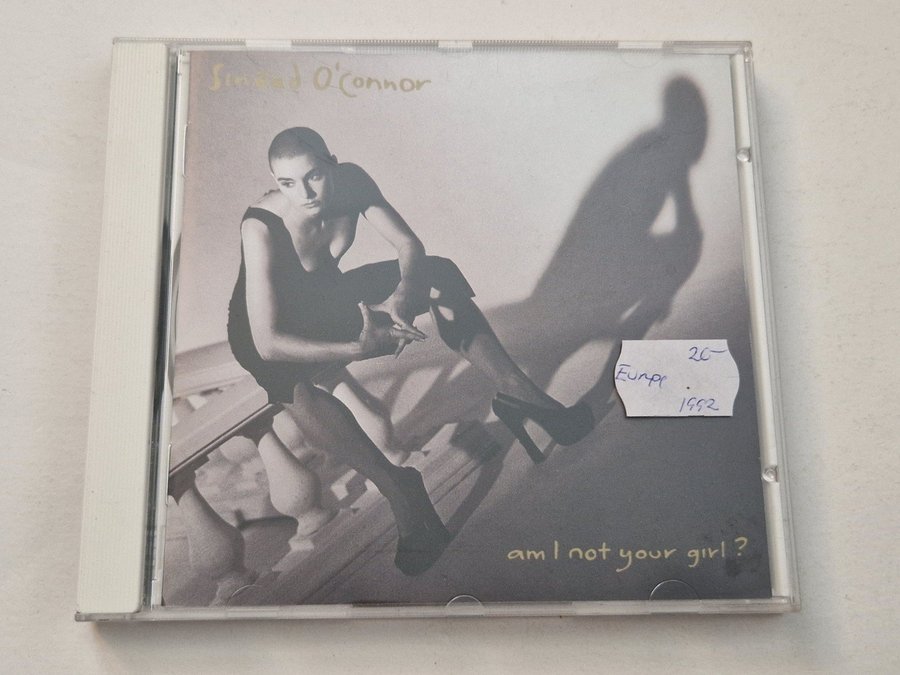 Sinéad O'Connor
20-
Europe
1992
am I not your girl?